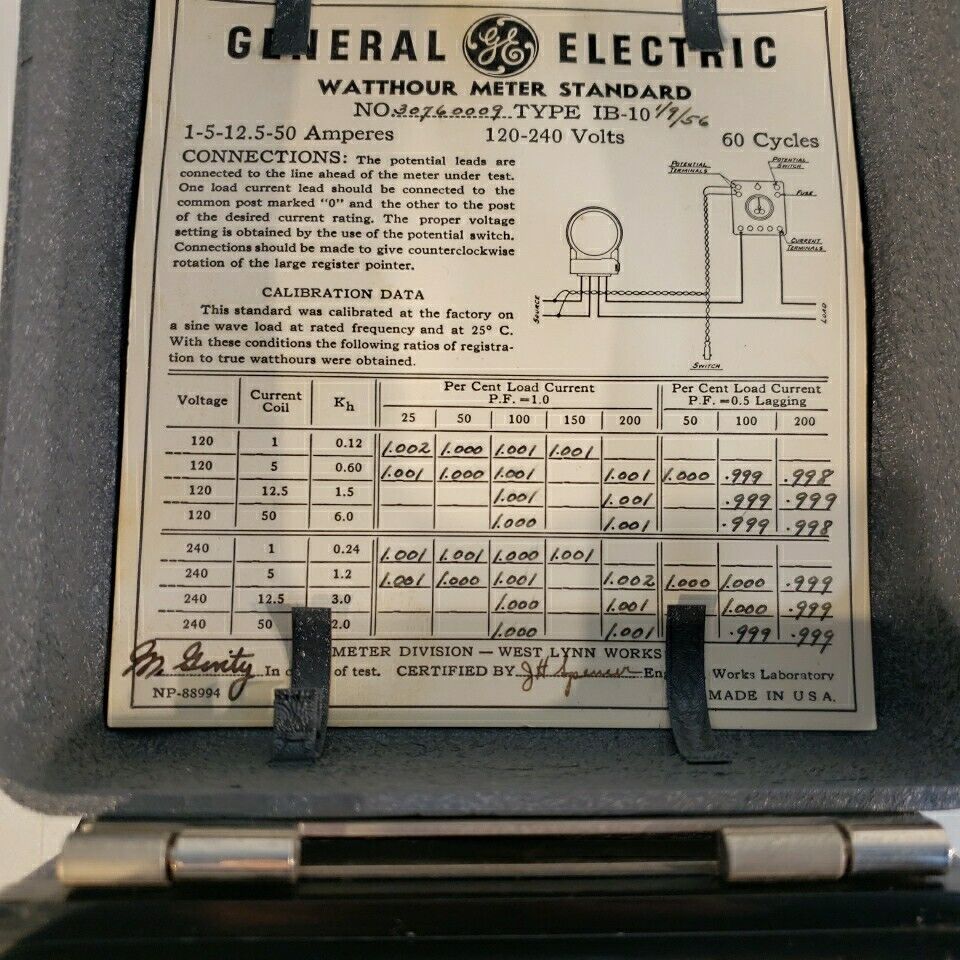 GENERAL GE ELECTRIC
WATTHOUR METER STANDARD
NO. 30760009 TYPE IB-10 1/9/56
1-5-12.5-50 Amperes 120-240 Volts 60 Cycles
CONNECTIONS: The potential leads are
connected to the line ahead of the meter under test.
One load current lead should be connected to the
common post marked "0" and the other to the post
of the desired current rating. The proper voltage
setting is obtained by the use of the potential switch.
Connections should be made to give counterclockwise
rotation of the large register pointer.
POTENTIAL TERMINALS
POTENTIAL SWITCH
FUSE
CURRENT TERMINALS
SOURCE
LOAD
SWITCH
CALIBRATION DATA
This standard was calibrated at the factory on
a sine wave load at rated frequency and at 25° C.
With these conditions the following ratios of registra-
tion to true watthours were obtained.
Voltage Current Coil Kh Per Cent Load Current P.F. =1.0 Per Cent Load Current P.F. =0.5 Lagging
25 50 100 150 200 50 100 200
120 1 0.12 1.002 1.000 1.001 1.001
120 5 0.60 1.001 1.000 1.001 1.001 1.000 .999 .998
120 12.5 1.5 1.001 1.001 .999 .999
120 50 6.0 1.000 1.001 .999 .998
240 1 0.24 1.001 1.001 1.000 1.001
240 5 1.2 1.001 1.000 1.001 1.002 1.000 1.000 .999
240 12.5 3.0 1.000 1.001 1.000 .999
240 50 2.0 1.000 1.001 .999 .999
METER DIVISION — WEST LYNN WORKS
In of test. CERTIFIED BY JH Spencer Works Laboratory
NP-88994 MADE IN U.S.A.